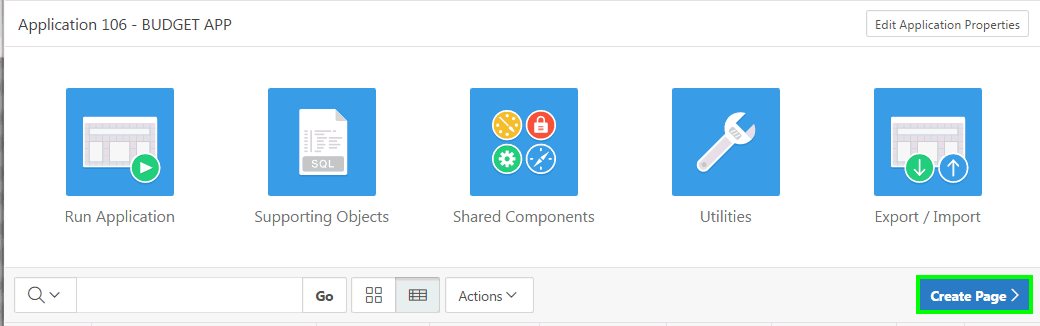 Application 106 - BUDGET APP
Edit Application Properties
SQL
Run Application
Supporting Objects
Shared Components
Utilities
Export / Import
Go
Actions
Create Page